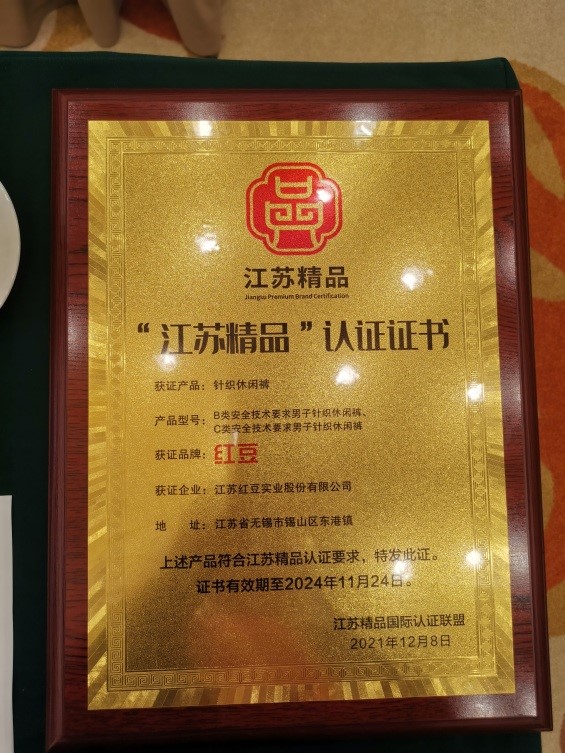 江苏精品
Jiangsu Premium Brand Certification
“江苏精品”认证证书
获证产品：针织休闲裤
产品型号：B类安全技术要求男子针织休闲裤、
C类安全技术要求男子针织休闲裤
获证品牌：红豆
获证企业：江苏红豆实业股份有限公司
地 址：江苏省无锡市锡山区东港镇
上述产品符合江苏精品认证要求，特发此证。
证书有效期至2024年11月24日。
江苏精品国际认证联盟
2021年12月8日